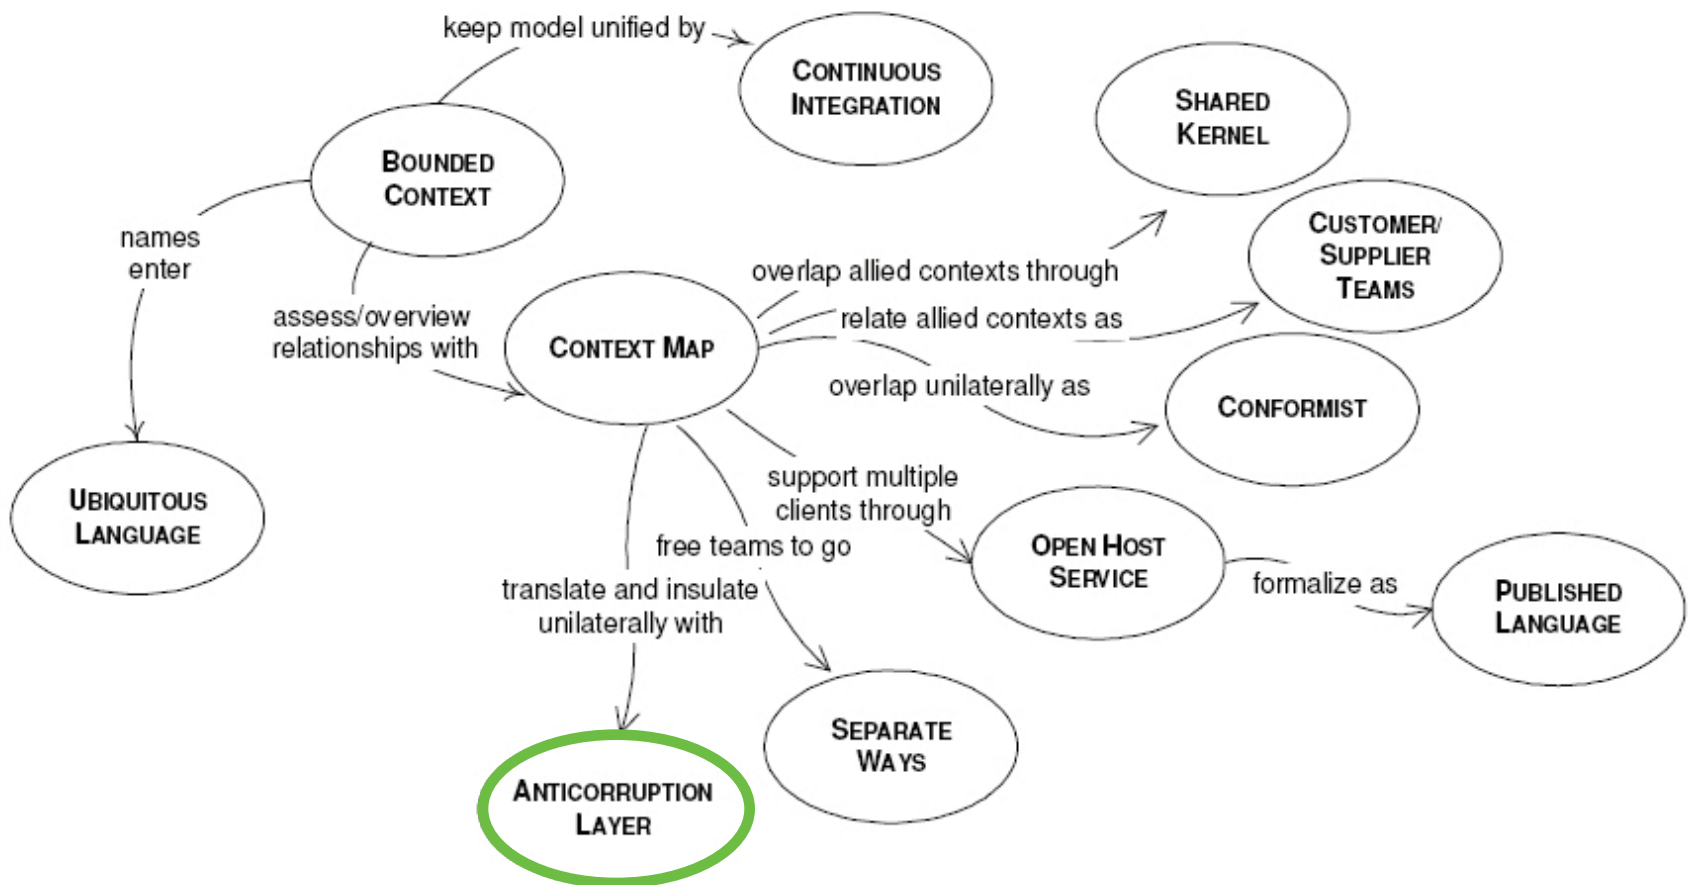 keep model unified by
CONTINUOUS
INTEGRATION
SHARED
KERNEL
BOUNDED
CONTEXT
CUSTOMER/
SUPPLIER
TEAMS
names
enter
overlap allied contexts through
assess/overview
relationships with
CONTEXT MAP
relate allied contexts as
overlap unilaterally as
CONFORMIST
support multiple
clients through
UBIQUITOUS
LANGUAGE
free teams to go
OPEN HOST
SERVICE
formalize as
PUBLISHED
LANGUAGE
translate and insulate
unilaterally with
SEPARATE
WAYS
ANTICORRUPTION
LAYER